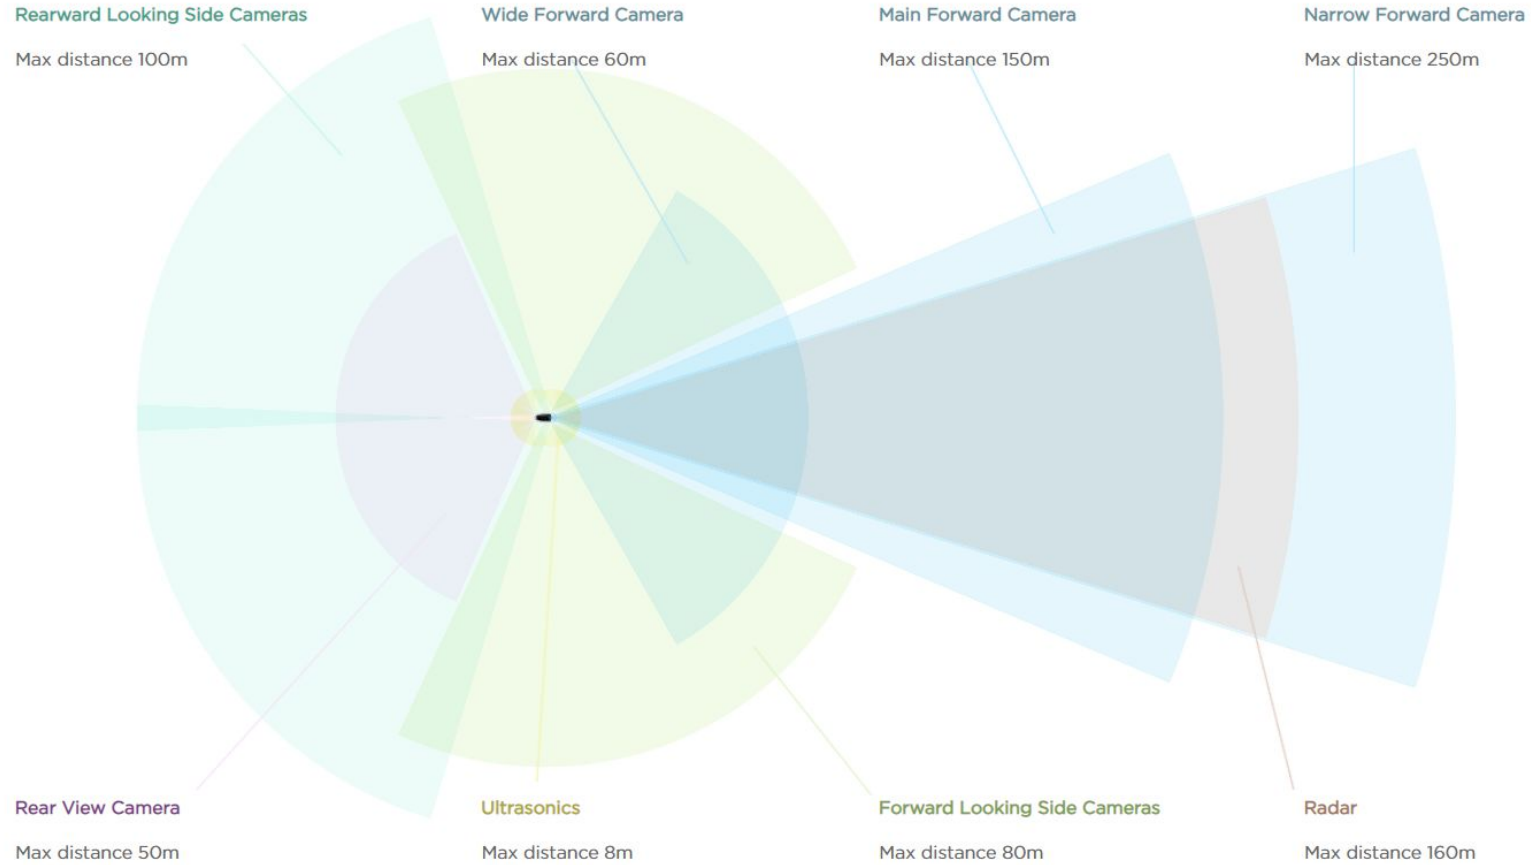 Rearward Looking Side Cameras
Max distance 100m
Wide Forward Camera
Max distance 60m
Main Forward Camera
Max distance 150m
Narrow Forward Camera
Max distance 250m
Rear View Camera
Max distance 50m
Ultrasonics
Max distance 8m
Forward Looking Side Cameras
Max distance 80m
Radar
Max distance 160m